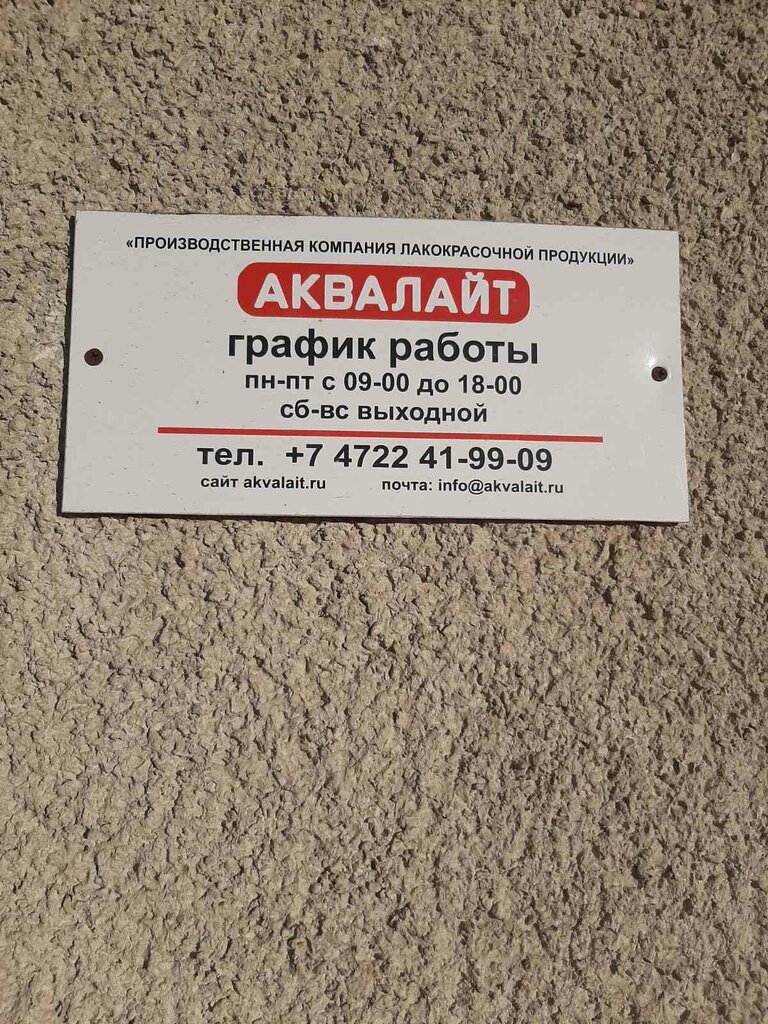 «ПРОИЗВОДСТВЕННАЯ КОМПАНИЯ ЛАКОКРАСОЧНОЙ ПРОДУКЦИИ»
АКВАЛАЙТ
график работы
пн-пт с 09-00 до 18-00
сб-вс выходной
тел. +7 4722 41-99-09
сайт akvalait.ru почта: info@akvalait.ru